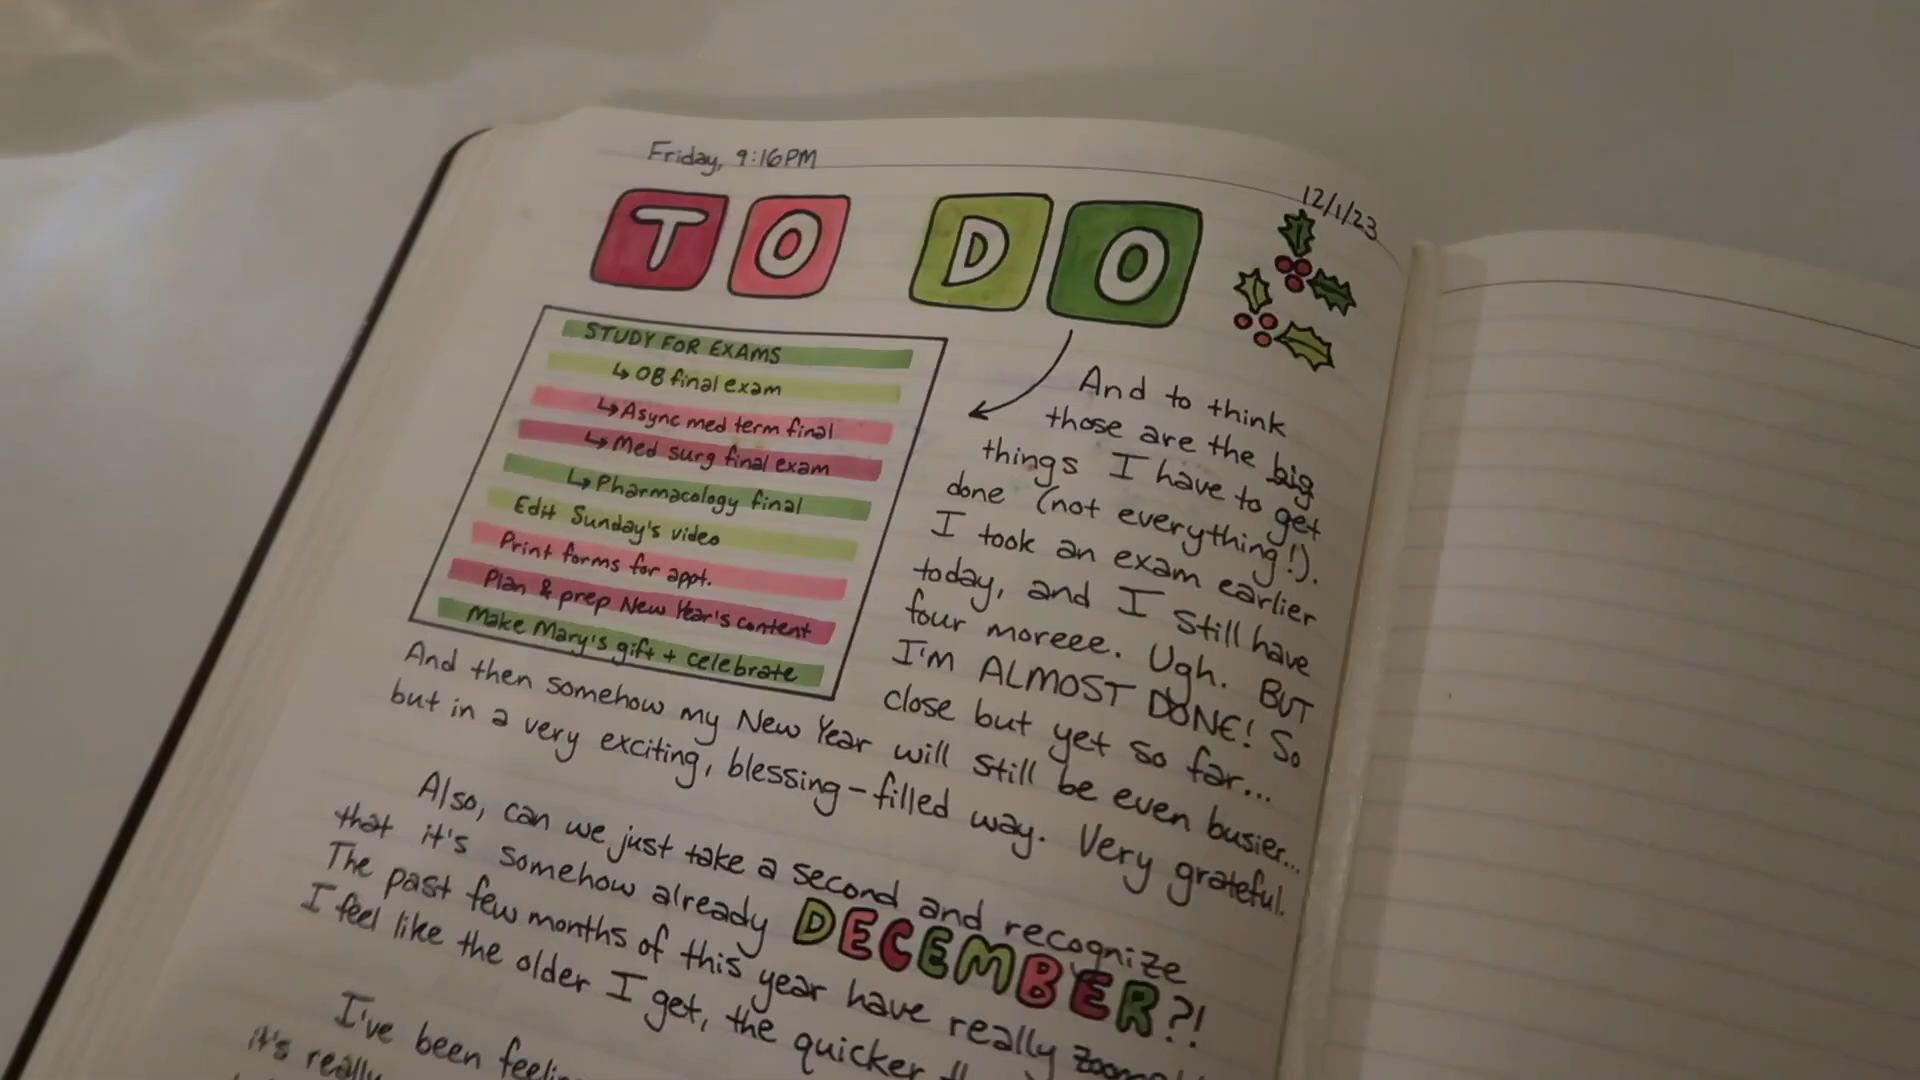 Friday, 9:16PM
12/1/23
TO DO
STUDY FOR EXAMS
↳ OB final exam
↳ Async med term final
↳ Med surg final exam
↳ Pharmacology final
Edit Sunday's video
Print forms for appt.
Plan & prep New Year's content
Make Mary's gift + celebrate
And to think
those are the big
things I have to get
done (not everything!).
I took an exam earlier
today, and I still have
four moreee. Ugh. BUT
I'M ALMOST DONE! So
close but yet so far...
And then somehow my New Year will still be even busier...
but in a very exciting, blessing-filled way. Very grateful.
Also, can we just take a second and recognize
that it's somehow already DECEMBER?!
The past few months of this year have really
I feel like the older I get, the quicker
I've been
it's really